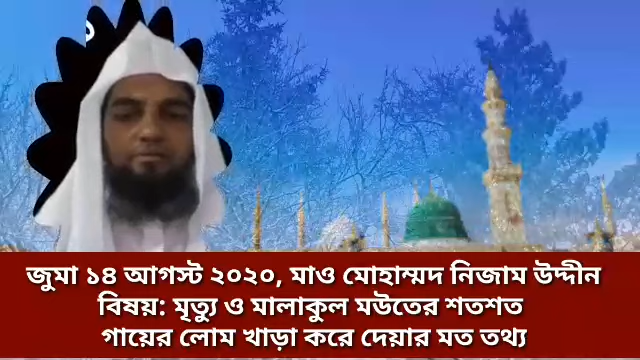 জুমা ১৪ আগস্ট ২০২০, মাও মোহাম্মদ নিজাম উদ্দীন
বিষয়: মৃত্যু ও মালাকুল মউতের শতশত
গায়ের লোম খাড়া করে দেয়ার মত তথ্য